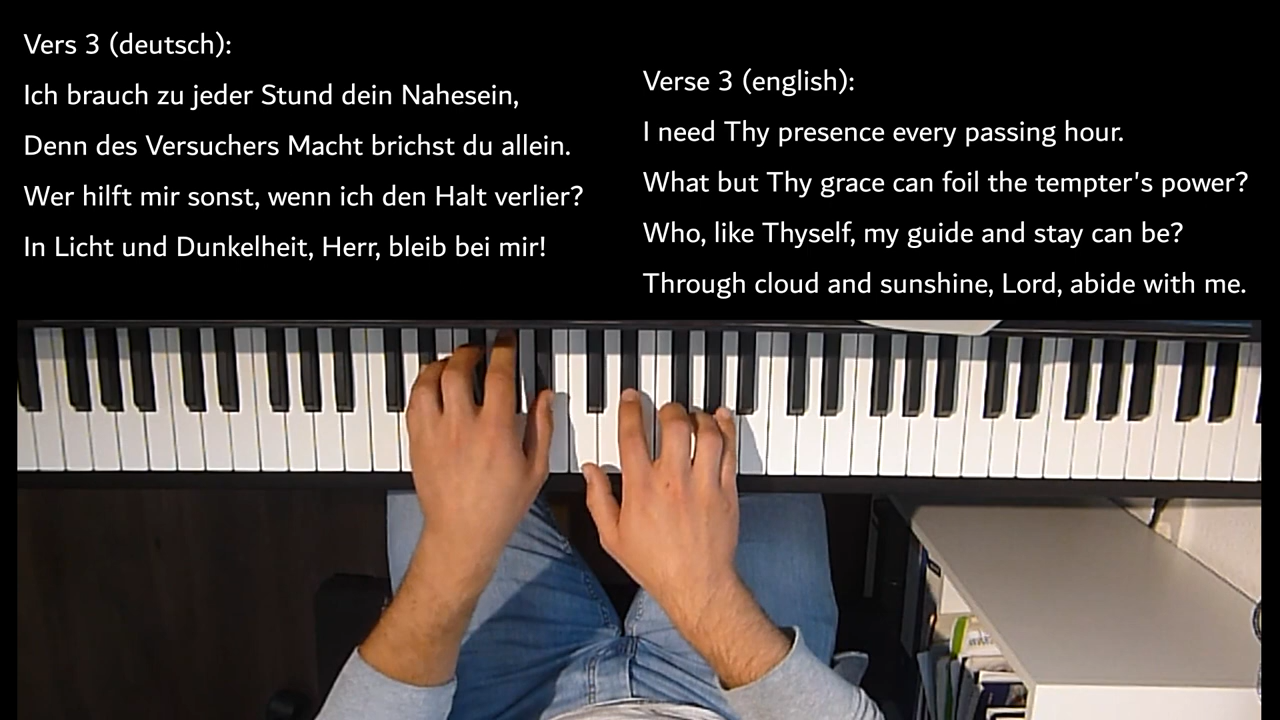 Vers 3 (deutsch):
Ich brauch zu jeder Stund dein Nahesein,
Denn des Versuchers Macht brichst du allein.
Wer hilft mir sonst, wenn ich den Halt verlier?
In Licht und Dunkelheit, Herr, bleib bei mir!
Verse 3 (english):
I need Thy presence every passing hour.
What but Thy grace can foil the tempter's power?
Who, like Thyself, my guide and stay can be?
Through cloud and sunshine, Lord, abide with me.